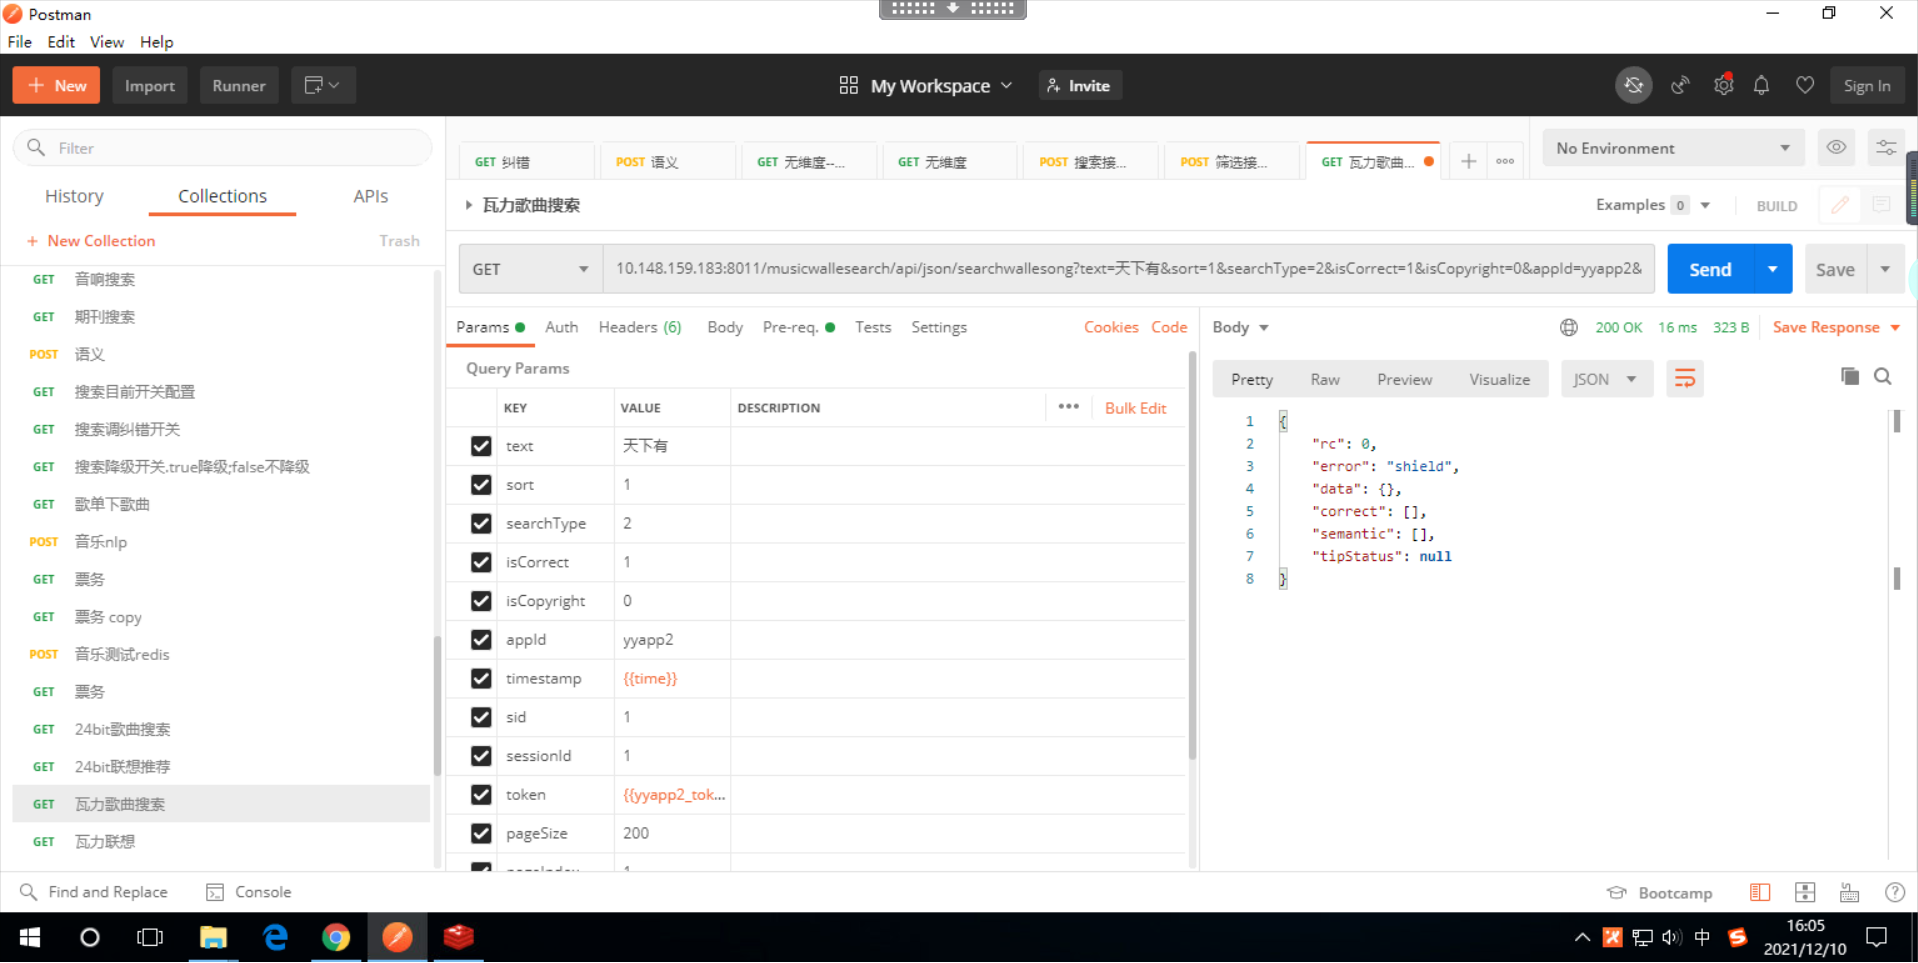 Postman
File Edit View Help
New Import Runner My Workspace Invite Sign In
Filter
History Collections APIs
+ New Collection Trash
GET 音响搜索
GET 期刊搜索
POST 语义
GET 搜索目前开关配置
GET 搜索调纠错开关
GET 搜索降级开关.true降级;false不降级
GET 歌单下歌曲
POST 音乐nlp
GET 票务
GET 票务 copy
POST 音乐测试redis
GET 票务
GET 24bit歌曲搜索
GET 24bit联想推荐
GET 瓦力歌曲搜索
GET 瓦力联想
GET 纠错 POST 语义 GET 无维度--... GET 无维度 POST 搜索接... POST 筛选接... GET 瓦力歌曲...
No Environment
瓦力歌曲搜索
Examples 0 BUILD
GET 10.148.159.183:8011/musicwallesearch/api/json/searchwallesong?text=天下有&sort=1&searchType=2&isCorrect=1&isCopyright=0&appId=yyapp2& Send Save
Params Auth Headers (6) Body Pre-req. Tests Settings Cookies Code
Query Params
KEY VALUE DESCRIPTION ••• Bulk Edit
text 天下有
sort 1
searchType 2
isCorrect 1
isCopyright 0
appId yyapp2
timestamp {{time}}
sid 1
sessionId 1
token {{yyapp2_tok...
pageSize 200
pageIndex 1
Body 200 OK 16 ms 323 B Save Response
Pretty Raw Preview Visualize JSON
1 {
2 "rc": 0,
3 "error": "shield",
4 "data": {},
5 "correct": [],
6 "semantic": [],
7 "tipStatus": null
8 }
Find and Replace Console Bootcamp
中
16:05
2021/12/10